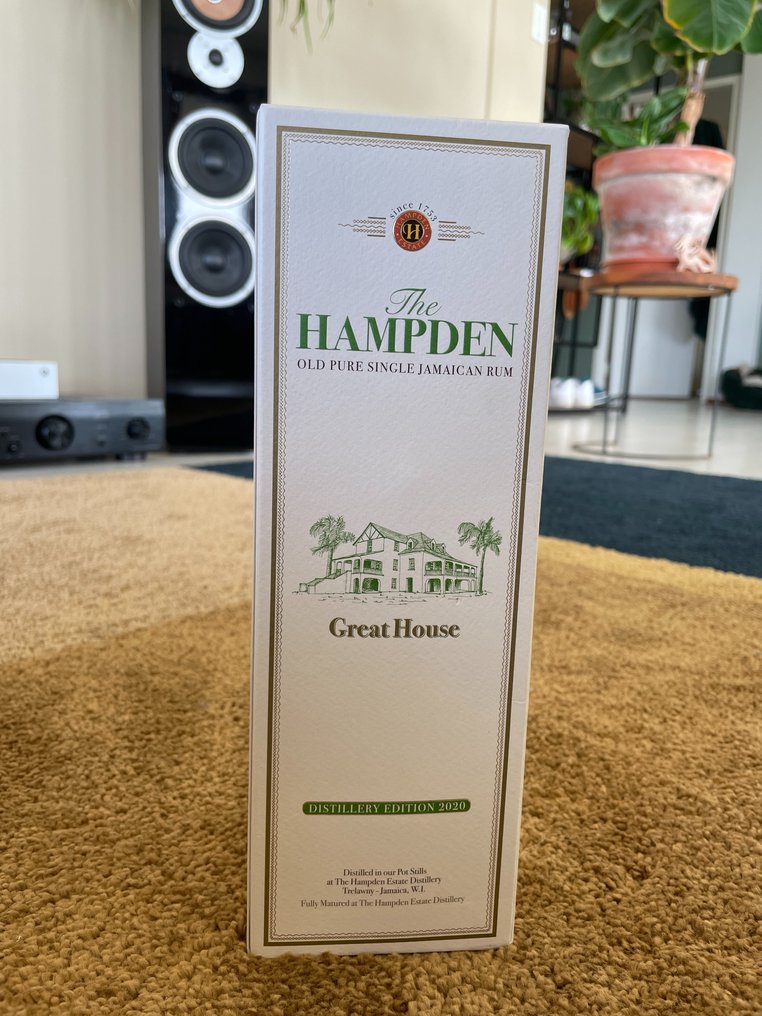 since 1753
HAMPDEN
H
ESTATE
The
HAMPDEN
OLD PURE SINGLE JAMAICAN RUM
Great House
DISTILLERY EDITION 2020
Distilled in our Pot Stills
at The Hampden Estate Distillery
Trelawny - Jamaica, W.I.
Fully Matured at The Hampden Estate Distillery